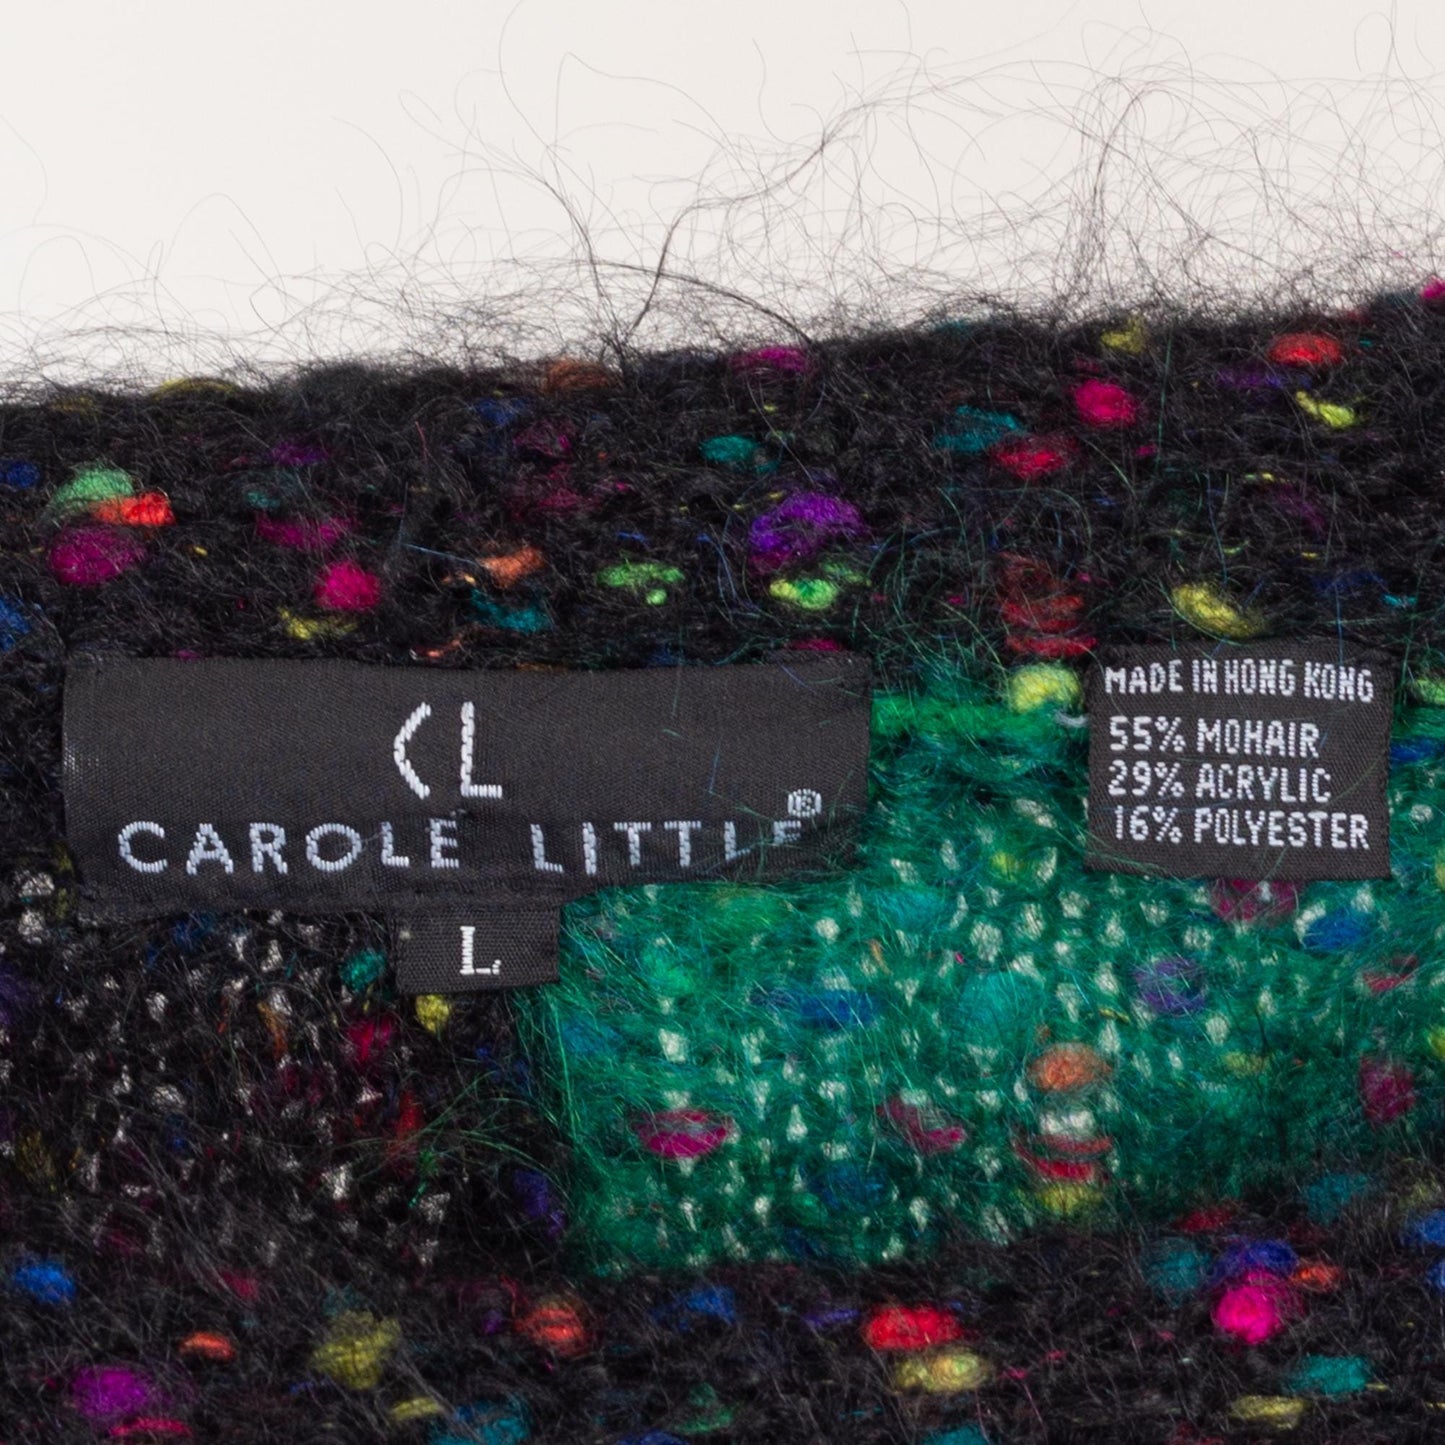 CL
CAROLE LITTLE®
L
MADE IN HONG KONG
55% MOHAIR
29% ACRYLIC
16% POLYESTER